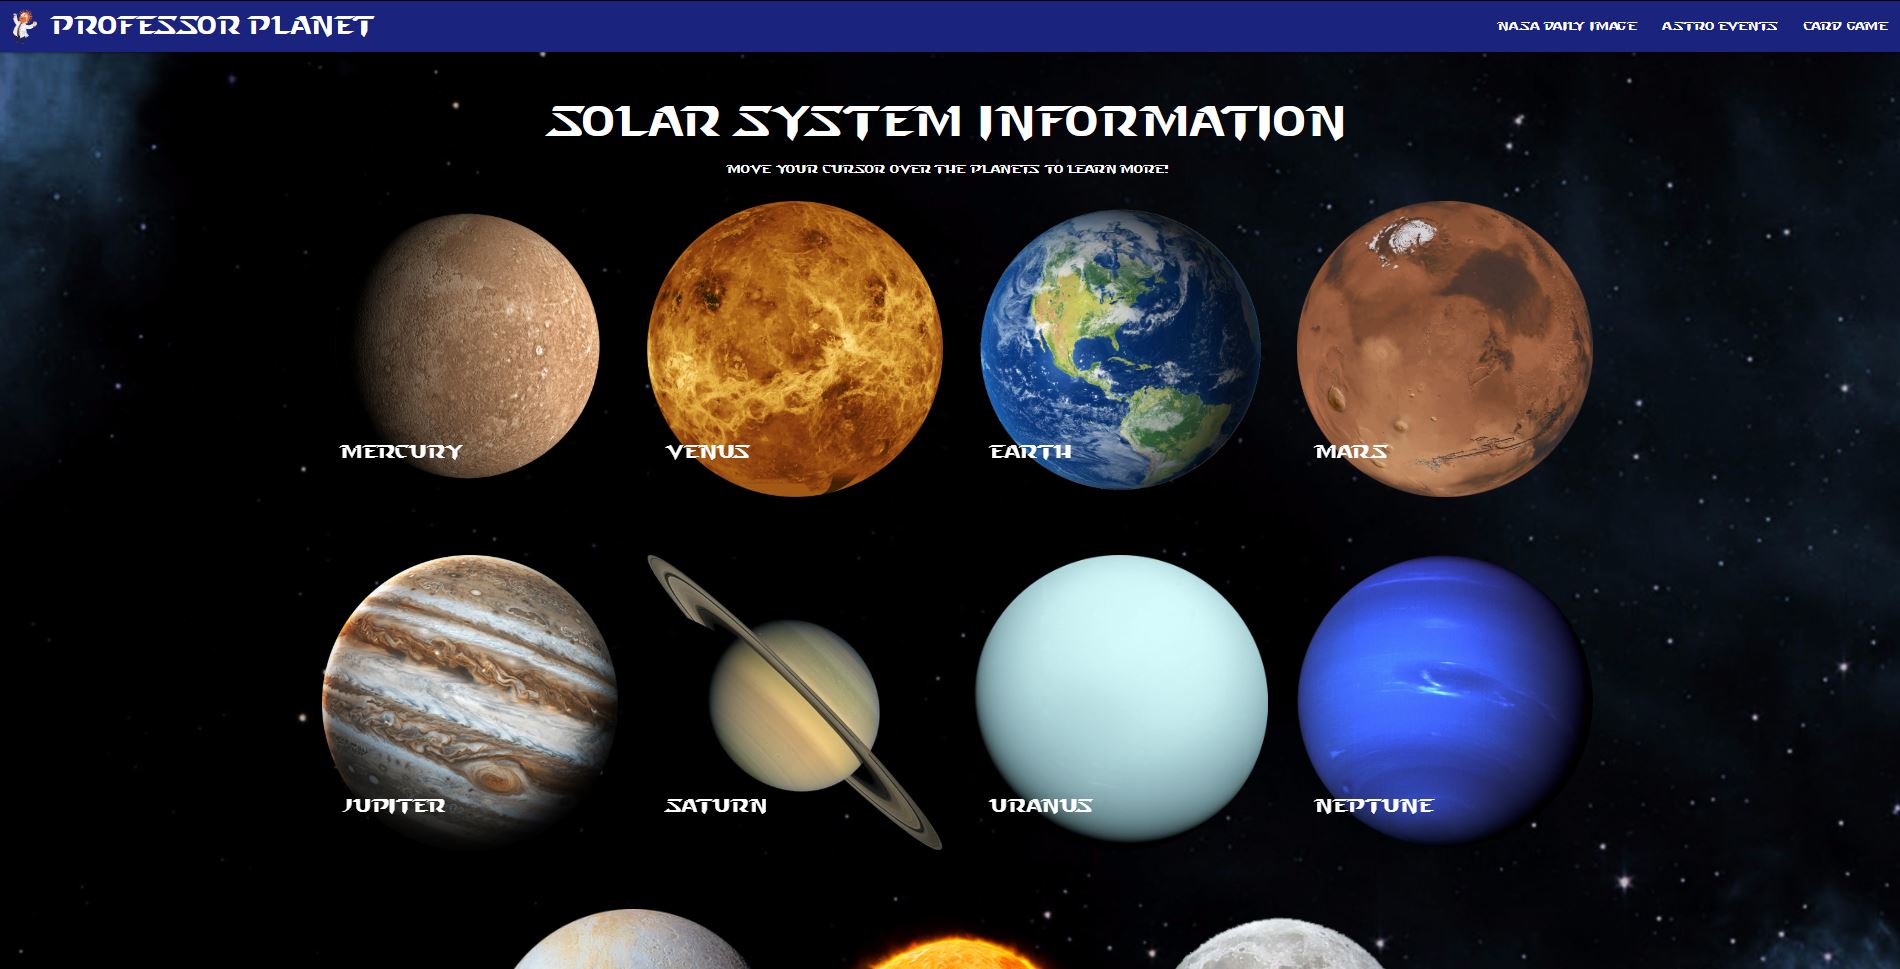 PROFESSOR PLANET
NASA DAILY IMAGE ASTRO EVENTS CARD GAME
SOLAR SYSTEM INFORMATION
MOVE YOUR CURSOR OVER THE PLANETS TO LEARN MORE!
MERCURY VENUS EARTH MARS
JUPITER SATURN URANUS NEPTUNE